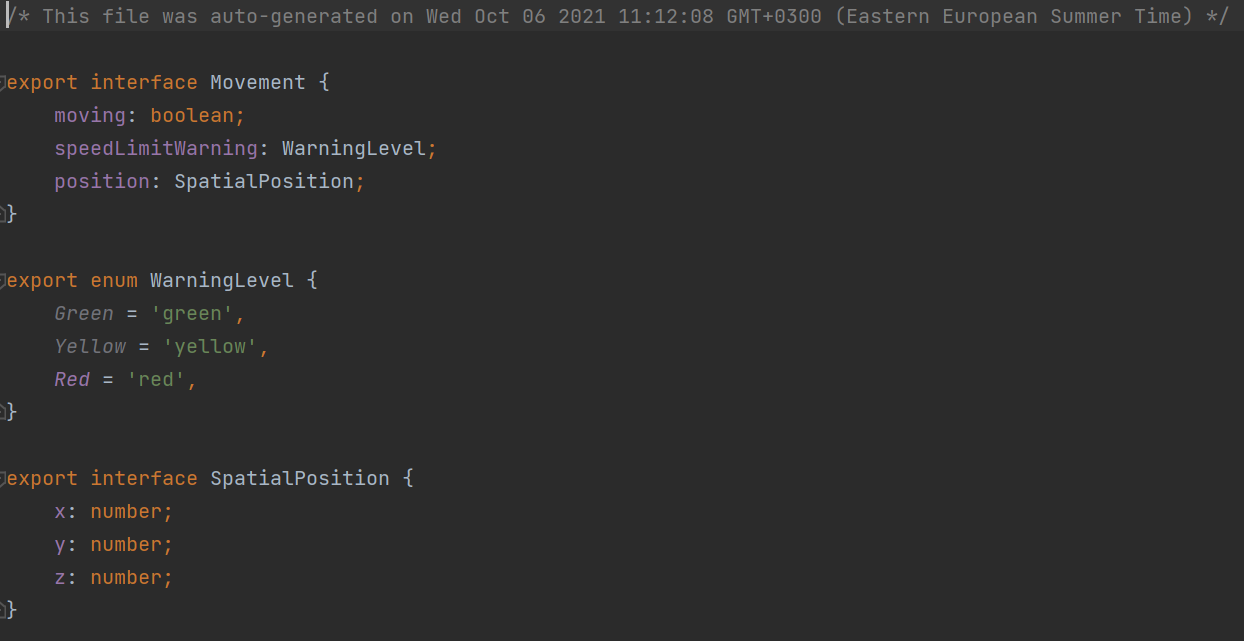 /* This file was auto-generated on Wed Oct 06 2021 11:12:08 GMT+0300 (Eastern European Summer Time) */
export interface Movement {
    moving: boolean;
    speedLimitWarning: WarningLevel;
    position: SpatialPosition;
}
export enum WarningLevel {
    Green = 'green',
    Yellow = 'yellow',
    Red = 'red',
}
export interface SpatialPosition {
    x: number;
    y: number;
    z: number;
}